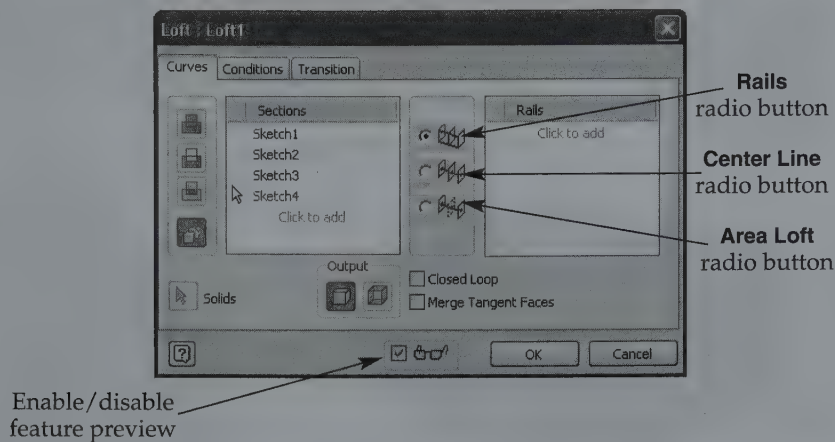 Loft : Loft1
Curves Conditions Transition
Sections
Sketch1
Sketch2
Sketch3
Sketch4
Click to add
Rails
Click to add
Rails
radio button
Center Line
radio button
Area Loft
radio button
Solids
Output
Closed Loop
Merge Tangent Faces
OK Cancel
Enable/disable
feature preview